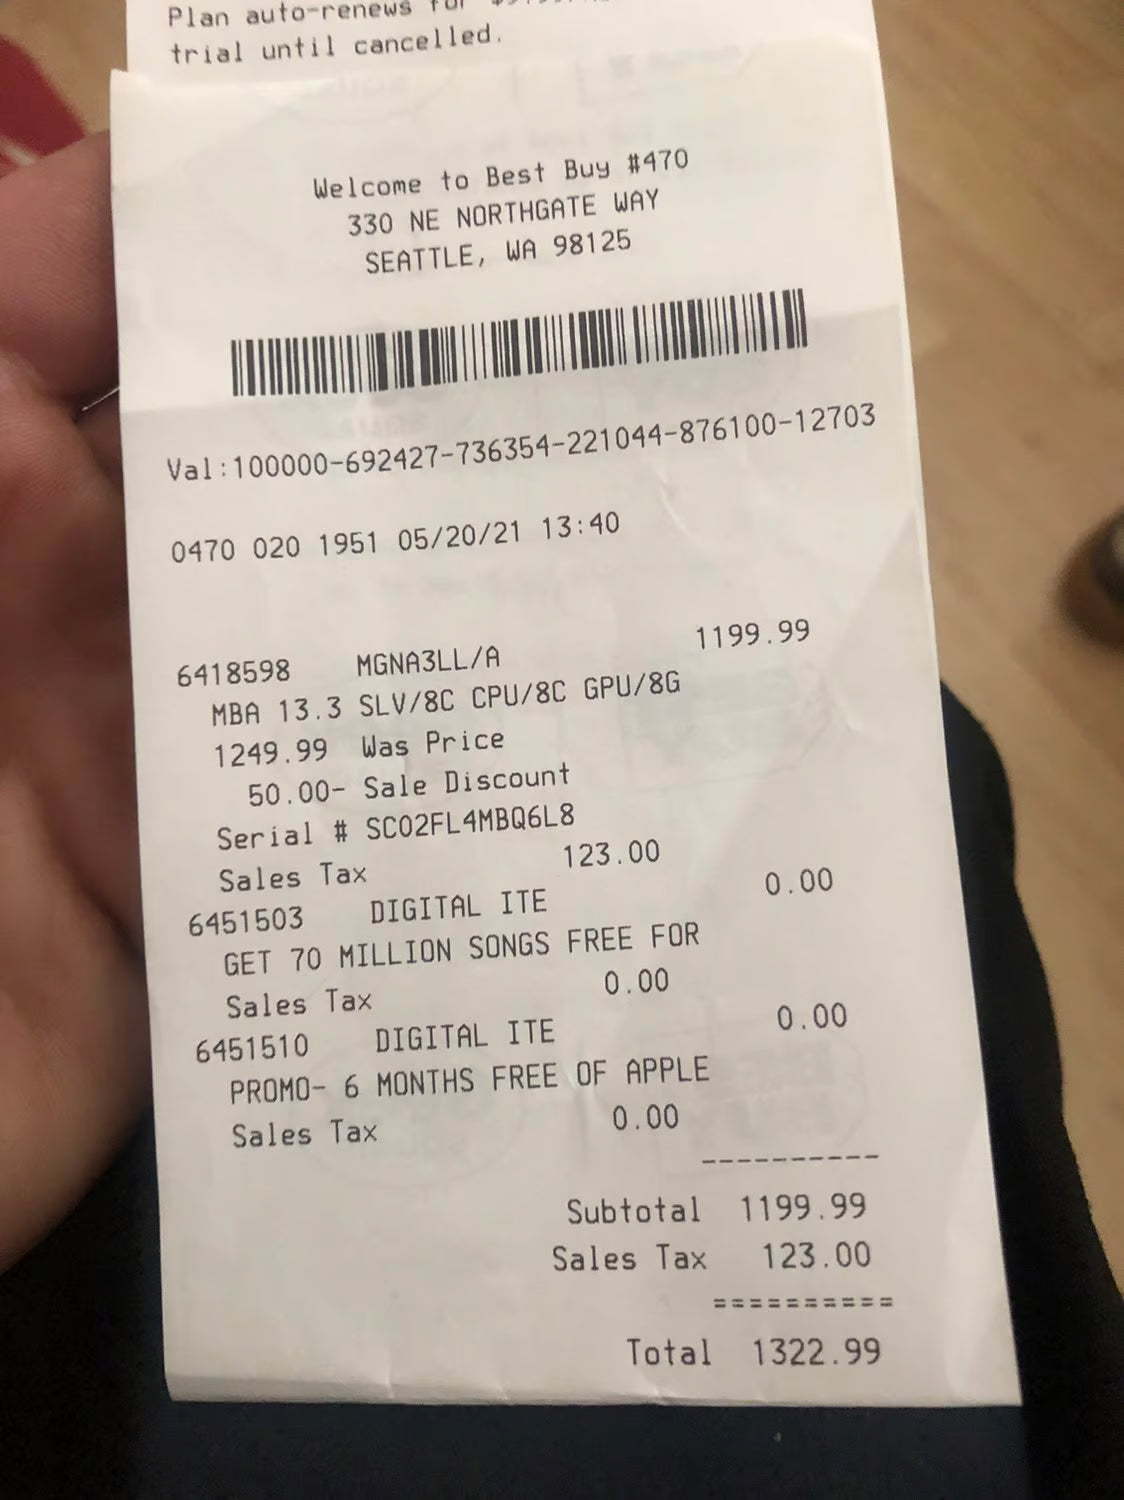 Plan auto-renews for
trial until cancelled.
Welcome to Best Buy #470
330 NE NORTHGATE WAY
SEATTLE, WA 98125
Val:100000-692427-736354-221044-876100-12703
0470 020 1951 05/20/21 13:40
6418598 MGNA3LL/A 1199.99
MBA 13.3 SLV/8C CPU/8C GPU/8G
1249.99 Was Price
50.00- Sale Discount
Serial # SC02FL4MBQ6L8
Sales Tax 123.00
6451503 DIGITAL ITE 0.00
GET 70 MILLION SONGS FREE FOR
Sales Tax 0.00
6451510 DIGITAL ITE 0.00
PROMO- 6 MONTHS FREE OF APPLE
Sales Tax 0.00
----------
Subtotal 1199.99
Sales Tax 123.00
==========
Total 1322.99